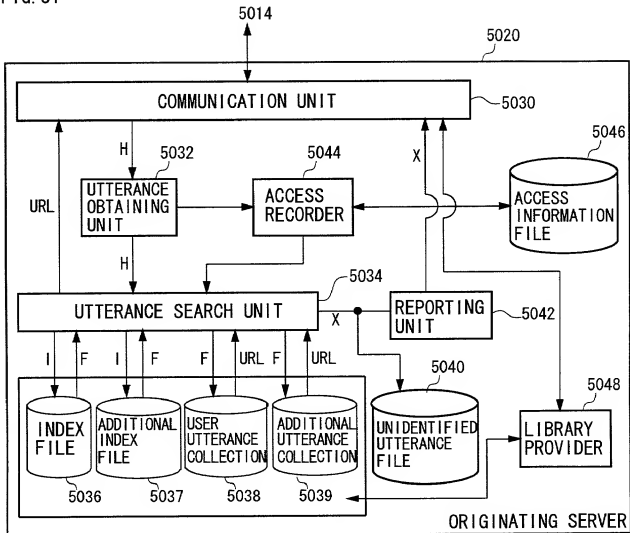 5014
5020
COMMUNICATION UNIT
5030
H
X
5032
5044
5046
URL
UTTERANCE
OBTAINING
UNIT
ACCESS
RECORDER
ACCESS
INFORMATION
FILE
H
5034
UTTERANCE SEARCH UNIT
X
REPORTING
UNIT
5042
I F I F F URL F URL
5040
5048
INDEX
FILE
ADDITIONAL
INDEX
FILE
USER
UTTERANCE
COLLECTION
ADDITIONAL
UTTERANCE
COLLECTION
UNIDENTIFIED
UTTERANCE
FILE
LIBRARY
PROVIDER
5036 5037 5038 5039
ORIGINATING SERVER